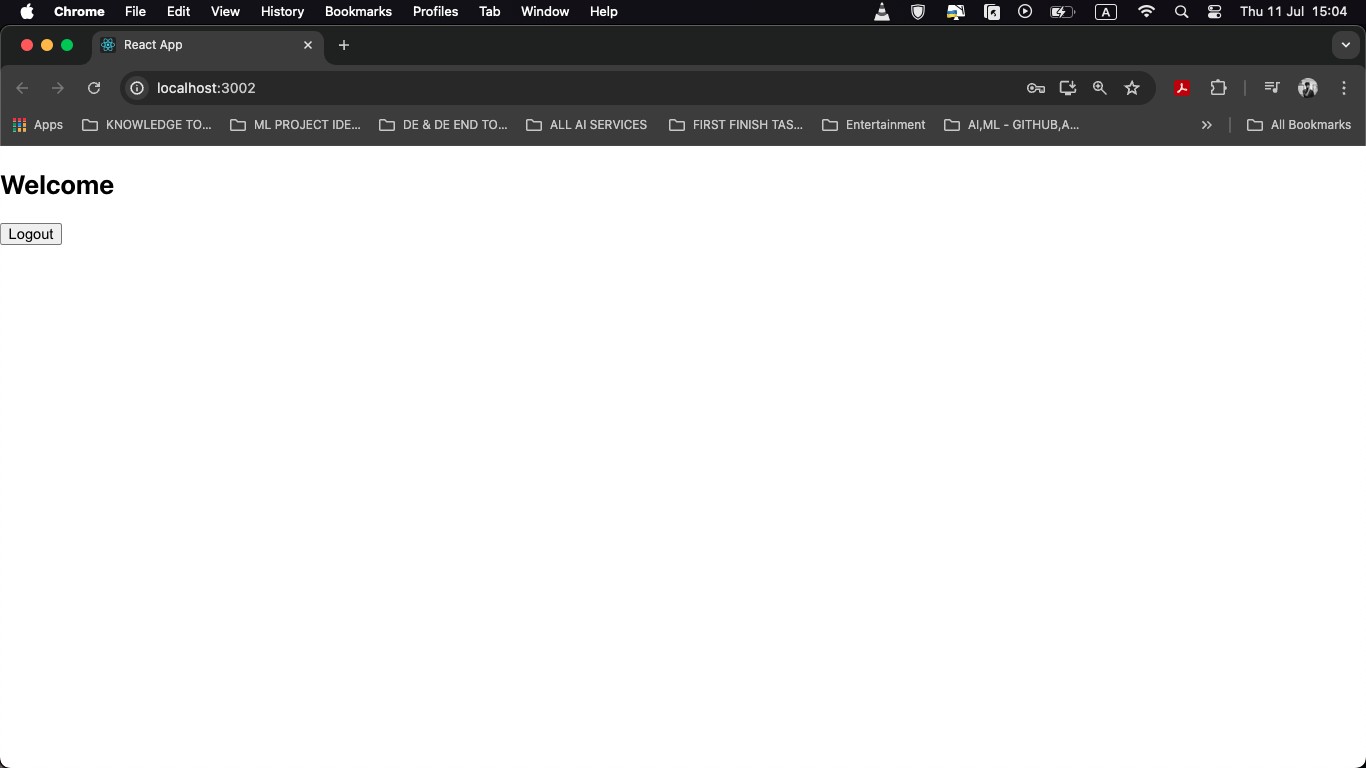 Chrome File Edit View History Bookmarks Profiles Tab Window Help A Thu 11 Jul 15:04
React App
localhost:3002
Apps KNOWLEDGE TO... ML PROJECT IDE... DE & DE END TO... ALL AI SERVICES FIRST FINISH TAS... Entertainment AI,ML - GITHUB,A... All Bookmarks
Welcome
Logout